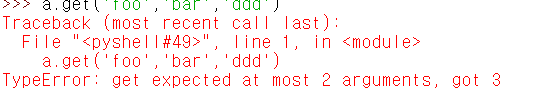 >>> a.get('foo','bar','ddd')
Traceback (most recent call last):
  File "<pyshell#49>", line 1, in <module>
    a.get('foo','bar','ddd')
TypeError: get expected at most 2 arguments, got 3